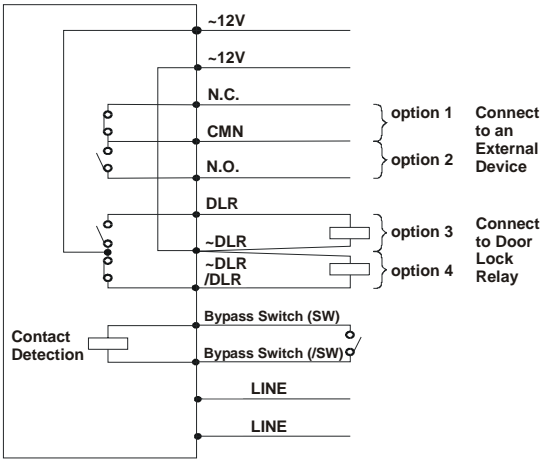 ~12V
~12V
N.C.
option 1
Connect
to an
External
Device
CMN
option 2
N.O.
DLR
option 3
Connect
to Door
Lock
Relay
~DLR
~DLR
option 4
/DLR
Bypass Switch (SW)
Contact
Detection
Bypass Switch (/SW)
LINE
LINE